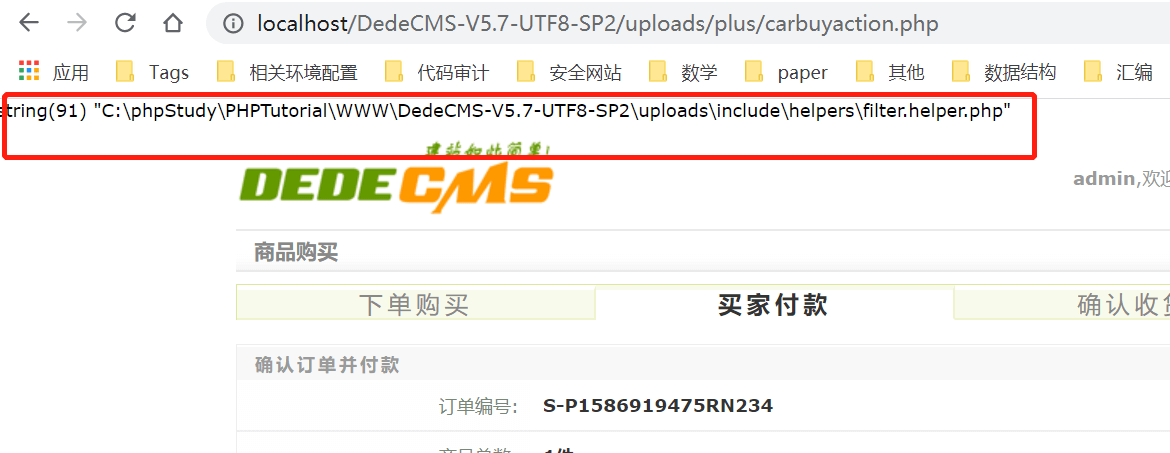 localhost/DedeCMS-V5.7-UTF8-SP2/uploads/plus/carbuyaction.php
应用 Tags 相关环境配置 代码审计 安全网站 数学 paper 其他 数据结构 汇编
string(91) "C:\phpStudy\PHPTutorial\WWW\DedeCMS-V5.7-UTF8-SP2\uploads\include\helpers\filter.helper.php"
建站如此简单!
DEDECMS
admin,欢迎
商品购买
下单购买 买家付款 确认收货
确认订单并付款
订单编号: S-P1586919475RN234
商品总数 1件